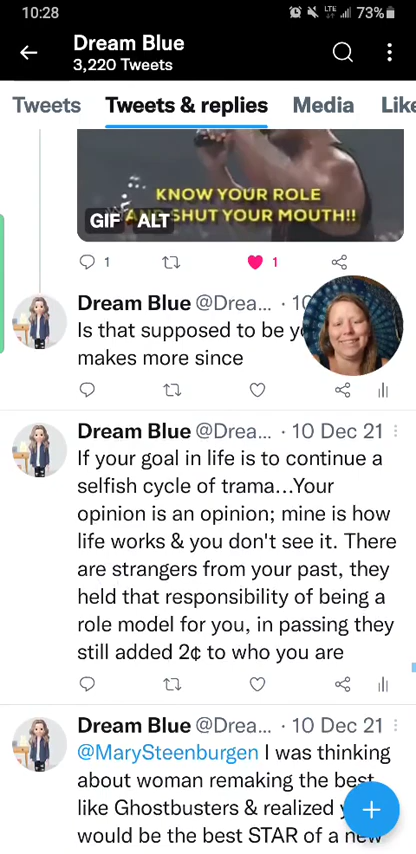 10:28
LTE
73%
Dream Blue
3,220 Tweets
Tweets
Tweets & replies
Media
KNOW YOUR ROLE
SHUT YOUR MOUTH!!
GIF
ALT
1
1
Dream Blue @Drea... ·
Is that supposed to be
makes more since
Dream Blue @Drea... · 10 Dec 21
If your goal in life is to continue a
selfish cycle of trama...Your
opinion is an opinion; mine is how
life works & you don't see it. There
are strangers from your past, they
held that responsibility of being a
role model for you, in passing they
still added 2¢ to who you are
Dream Blue @Drea... · 10 Dec 21
@MarySteenburgen I was thinking
about woman remaking the best
like Ghostbusters & realized
would be the best STAR of a new